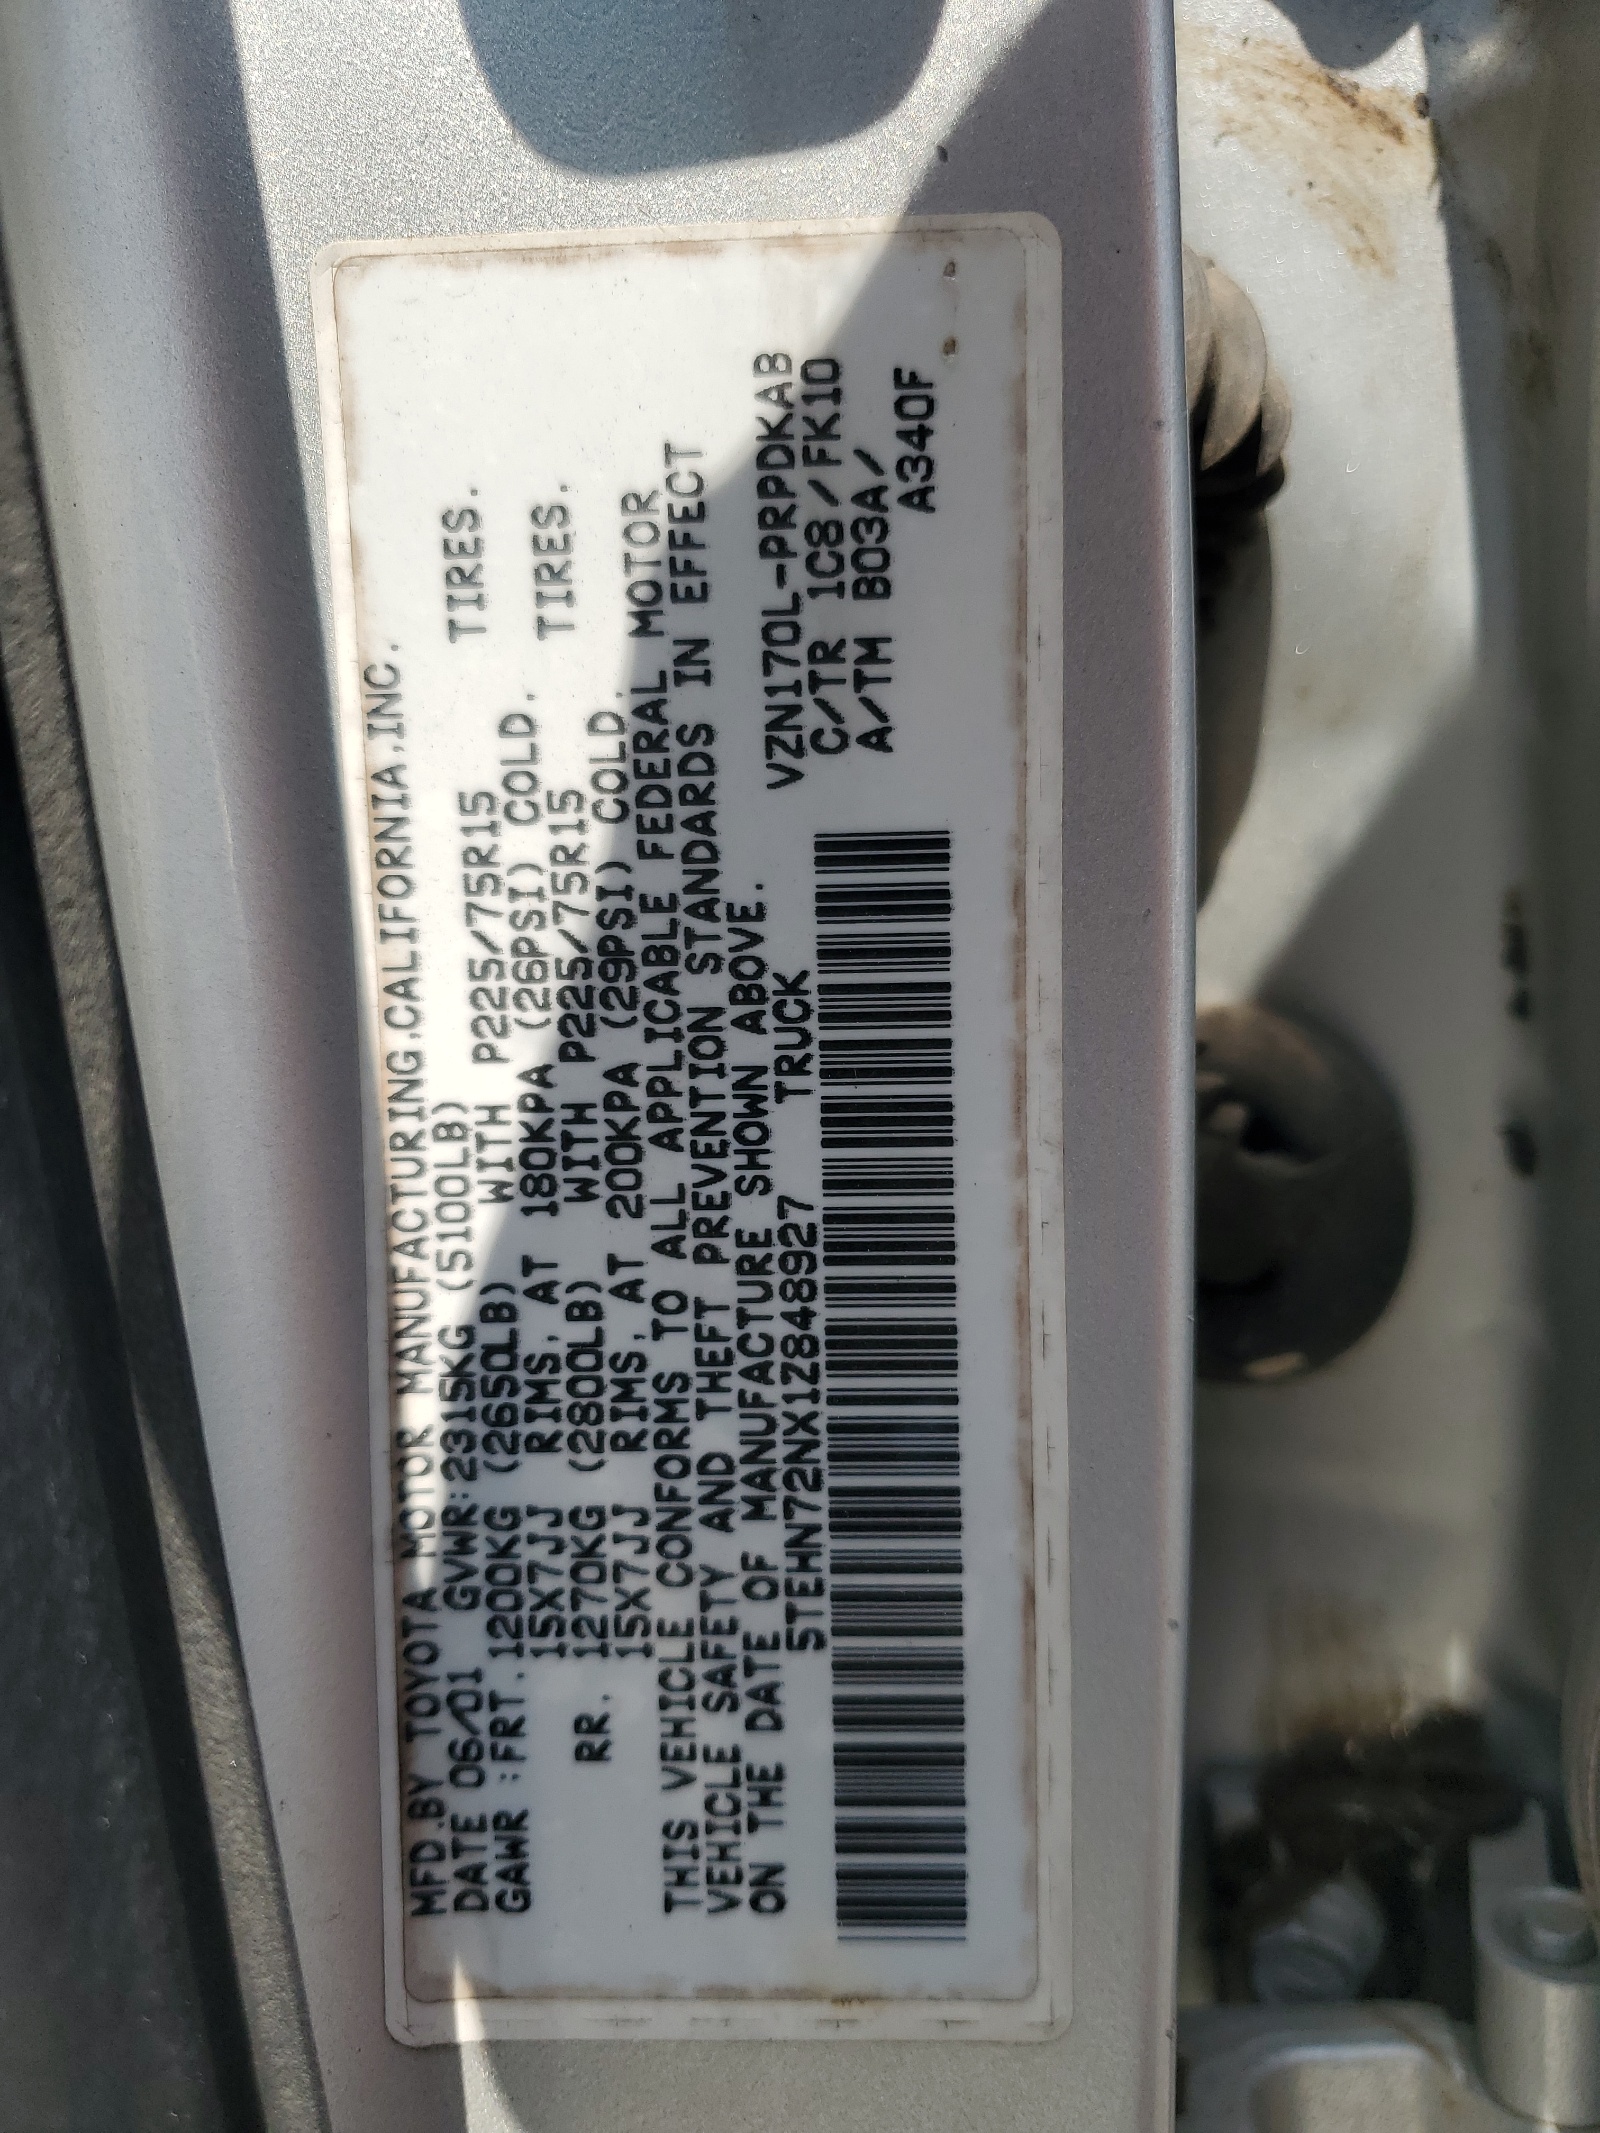 MFD.BY TOYOTA MOTOR MANUFACTURING,CALIFORNIA,INC.
DATE 06/01 GVWR:2315KG (5100LB)
GAWR :FRT. 1200KG (2650LB) WITH P225/75R15 TIRES.
15X7JJ RIMS, AT 180KPA (26PSI) COLD.
RR. 1270KG (2800LB) WITH P225/75R15 TIRES.
15X7JJ RIMS, AT 200KPA (29PSI) COLD.
THIS VEHICLE CONFORMS TO ALL APPLICABLE FEDERAL MOTOR
VEHICLE SAFETY AND THEFT PREVENTION STANDARDS IN EFFECT
ON THE DATE OF MANUFACTURE SHOWN ABOVE.
5TEHN72NX1Z848927 TRUCK VZN170L-PRPDKAB
C/TR 1C8/FK10
A/TM B03A/
A340F